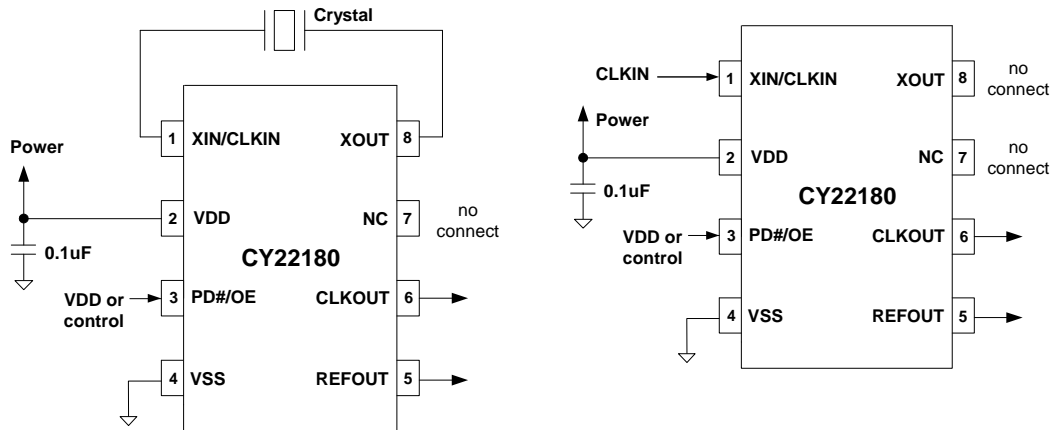 Crystal
1 XIN/CLKIN XOUT 8
Power
2 VDD NC 7
no
connect
0.1uF
CY22180
VDD or
control
3 PD#/OE CLKOUT 6
4 VSS REFOUT 5
CLKIN
1 XIN/CLKIN XOUT 8
no
connect
Power
2 VDD NC 7
no
connect
0.1uF
CY22180
VDD or
control
3 PD#/OE CLKOUT 6
4 VSS REFOUT 5